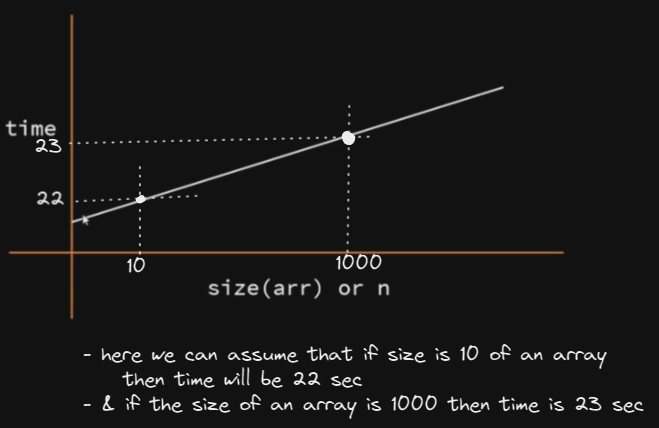 time
23
22
10
1000
size(arr) or n
- here we can assume that if size is 10 of an array
then time will be 22 sec
- & if the size of an array is 1000 then time is 23 sec